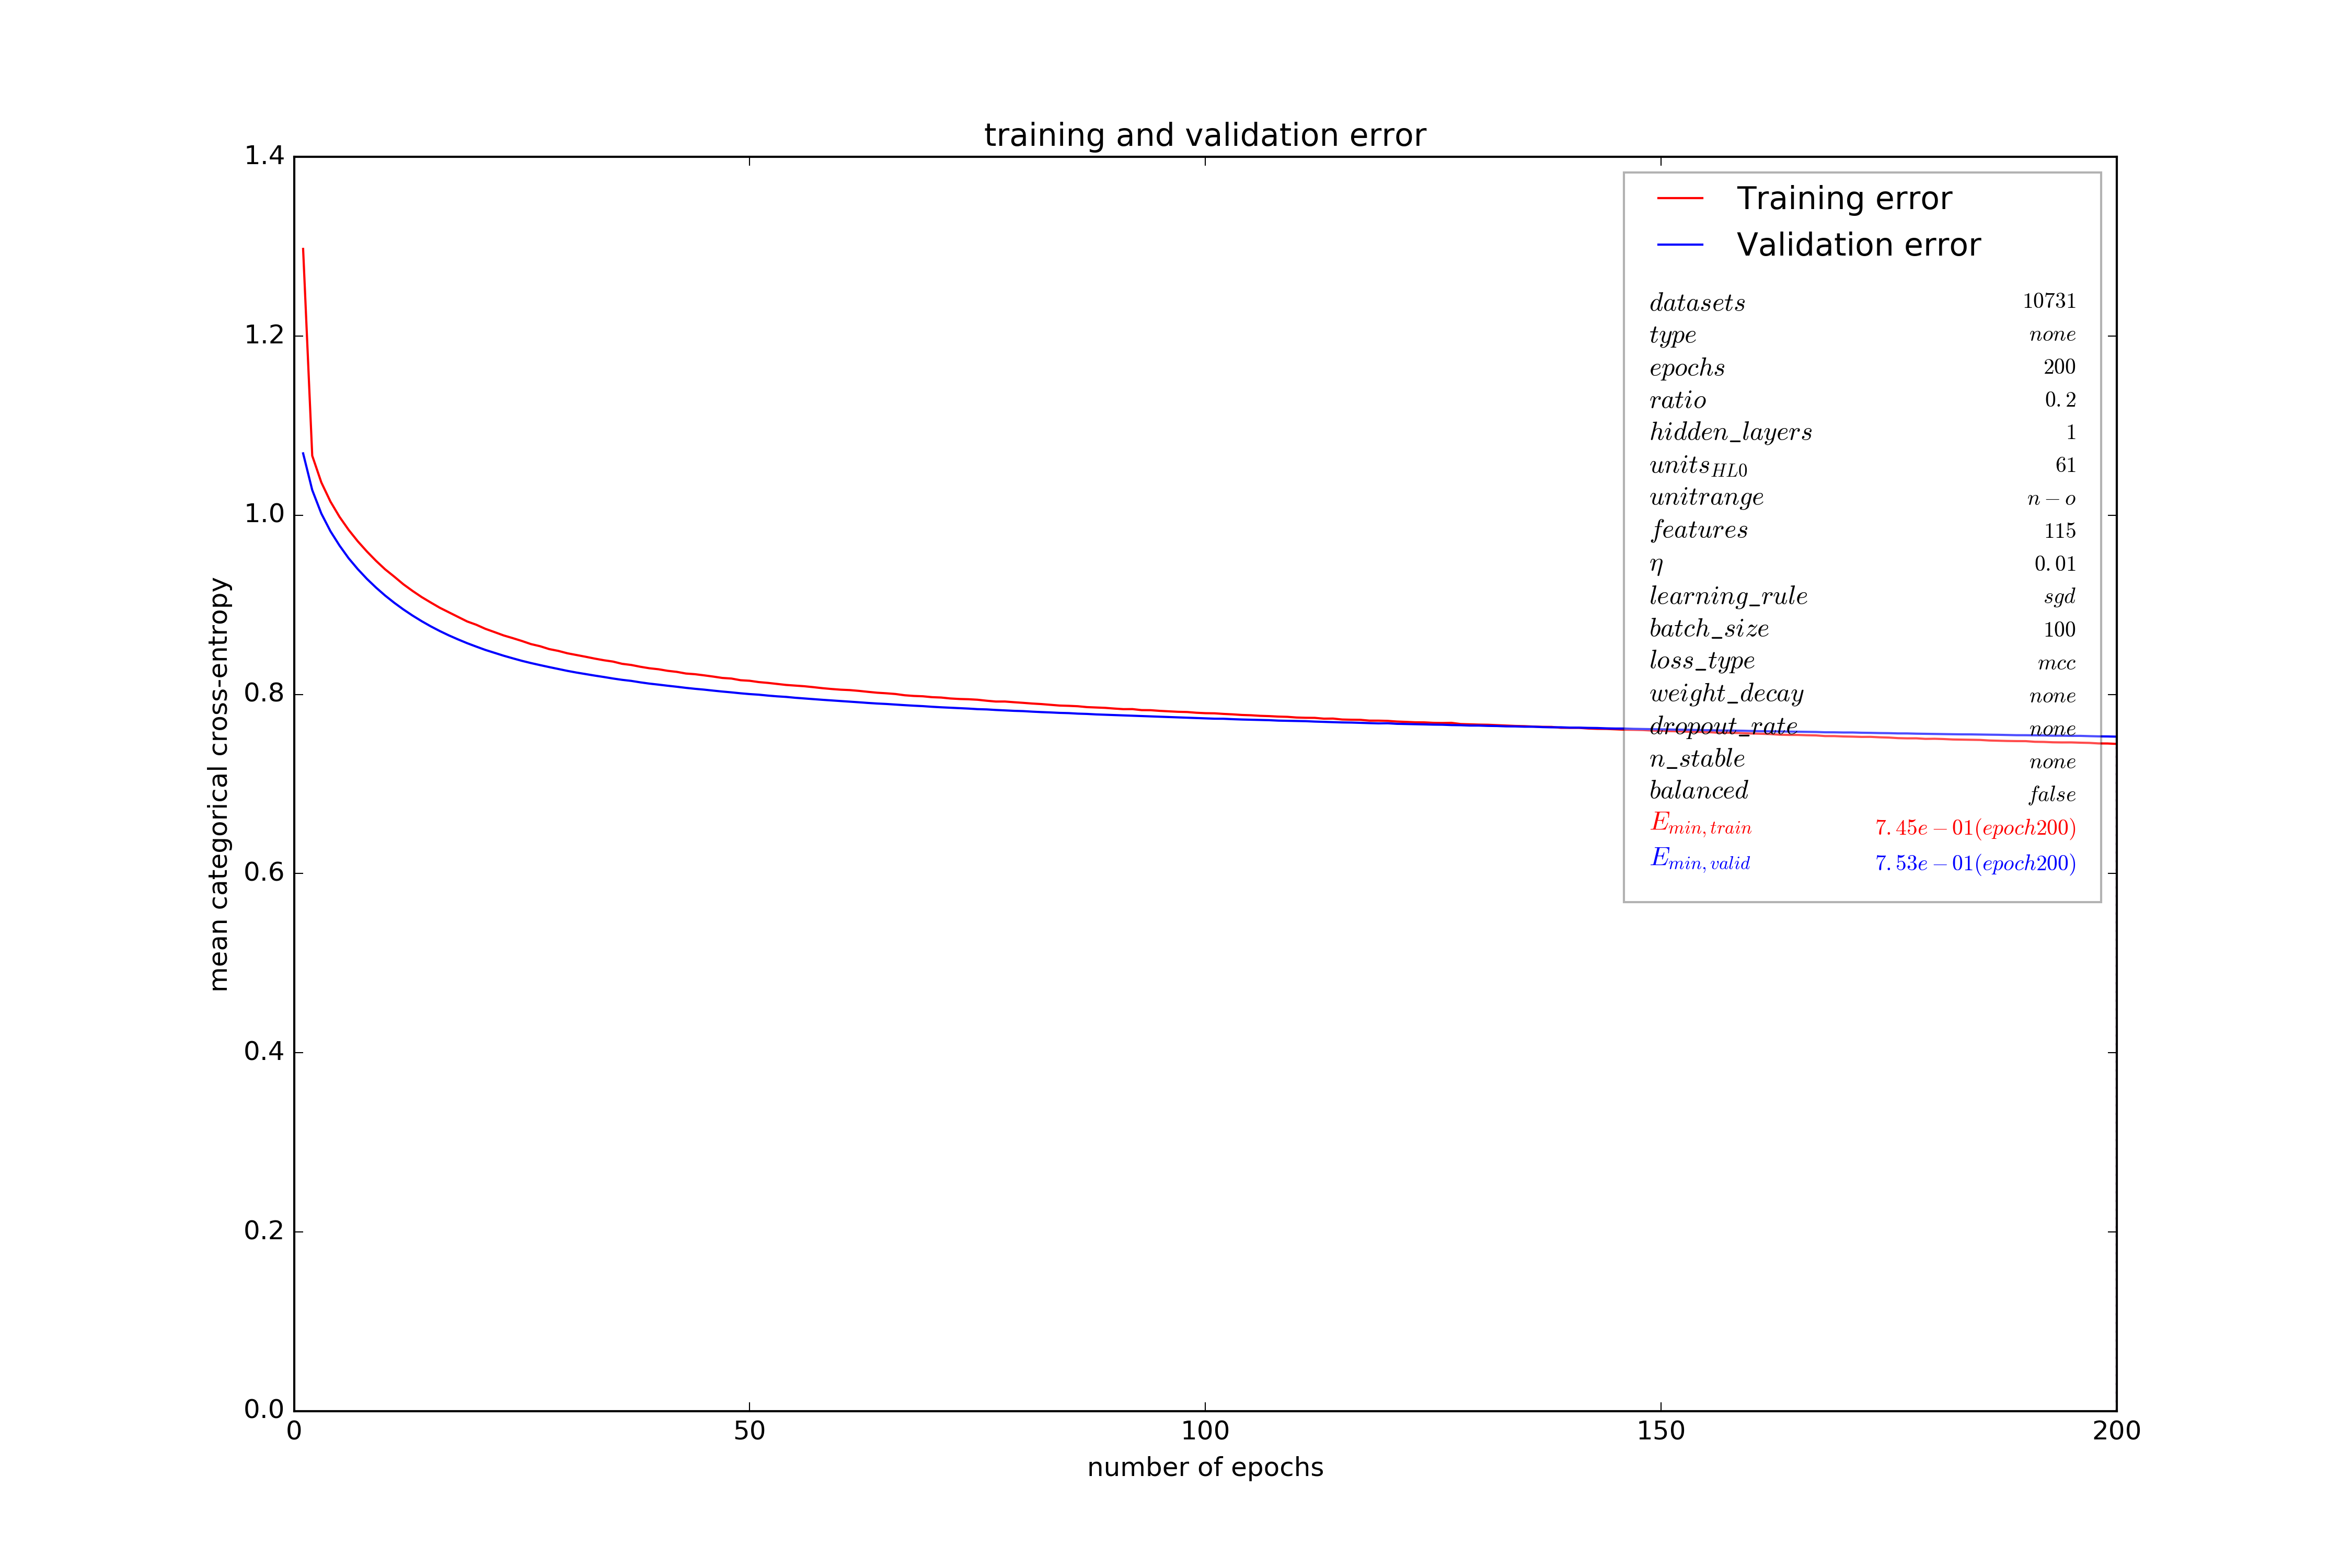 training and validation error
1.4
1.2
1.0
0.8
0.6
0.4
0.2
0.0
mean categorical cross-entropy
0 50 100 150 200
number of epochs
Training error
Validation error
datasets 10731
type none
epochs 200
ratio 0.2
hidden_layers 1
units_HL0 61
unitrange n − o
features 115
η 0.01
learning_rule sgd
batch_size 100
loss_type mcc
weight_decay none
dropout_rate none
n_stable none
balanced false
E_min,train 7.45e − 01(epoch200)
E_min,valid 7.53e − 01(epoch200)